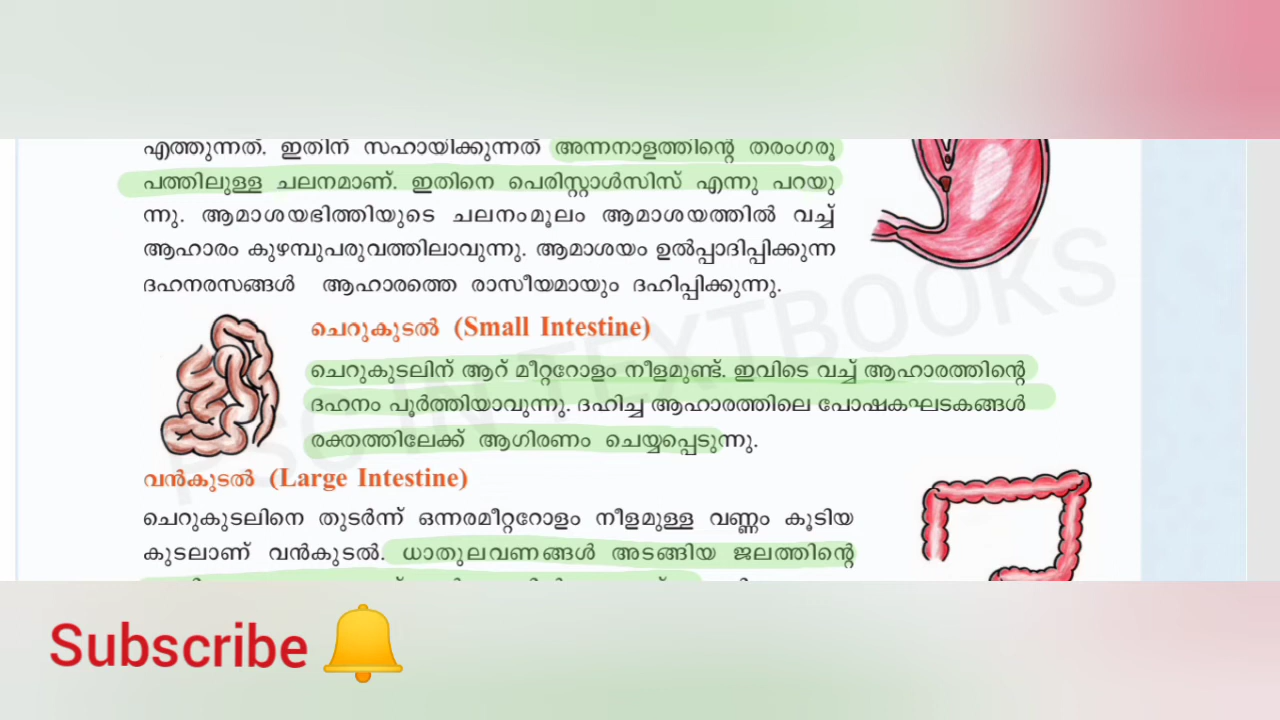 എത്തുന്നത്. ഇതിന് സഹായിക്കുന്നത് അന്നനാളത്തിന്റെ തരംഗരൂ
പത്തിലുള്ള ചലനമാണ്. ഇതിനെ പെരിസ്റ്റാൾസിസ് എന്നു പറയു
ന്നു. ആമാശയഭിത്തിയുടെ ചലനംമൂലം ആമാശയത്തിൽ വച്ച്
ആഹാരം കുഴമ്പുപരുവത്തിലാവുന്നു. ആമാശയം ഉൽപ്പാദിപ്പിക്കുന്ന
ദഹനരസങ്ങൾ ആഹാരത്തെ രാസീയമായും ദഹിപ്പിക്കുന്നു.
ചെറുകുടൽ (Small Intestine)
ചെറുകുടലിന് ആറ് മീറ്ററോളം നീളമുണ്ട്. ഇവിടെ വച്ച് ആഹാരത്തിന്റെ
ദഹനം പൂർത്തിയാവുന്നു. ദഹിച്ച ആഹാരത്തിലെ പോഷകഘടകങ്ങൾ
രക്തത്തിലേക്ക് ആഗിരണം ചെയ്യപ്പെടുന്നു.
വൻകുടൽ (Large Intestine)
ചെറുകുടലിനെ തുടർന്ന് ഒന്നരമീറ്ററോളം നീളമുള്ള വണ്ണം കൂടിയ
കുടലാണ് വൻകുടൽ. ധാതുലവണങ്ങൾ അടങ്ങിയ ജലത്തിന്റെ
PSC IN TEXTBOOKS
Subscribe